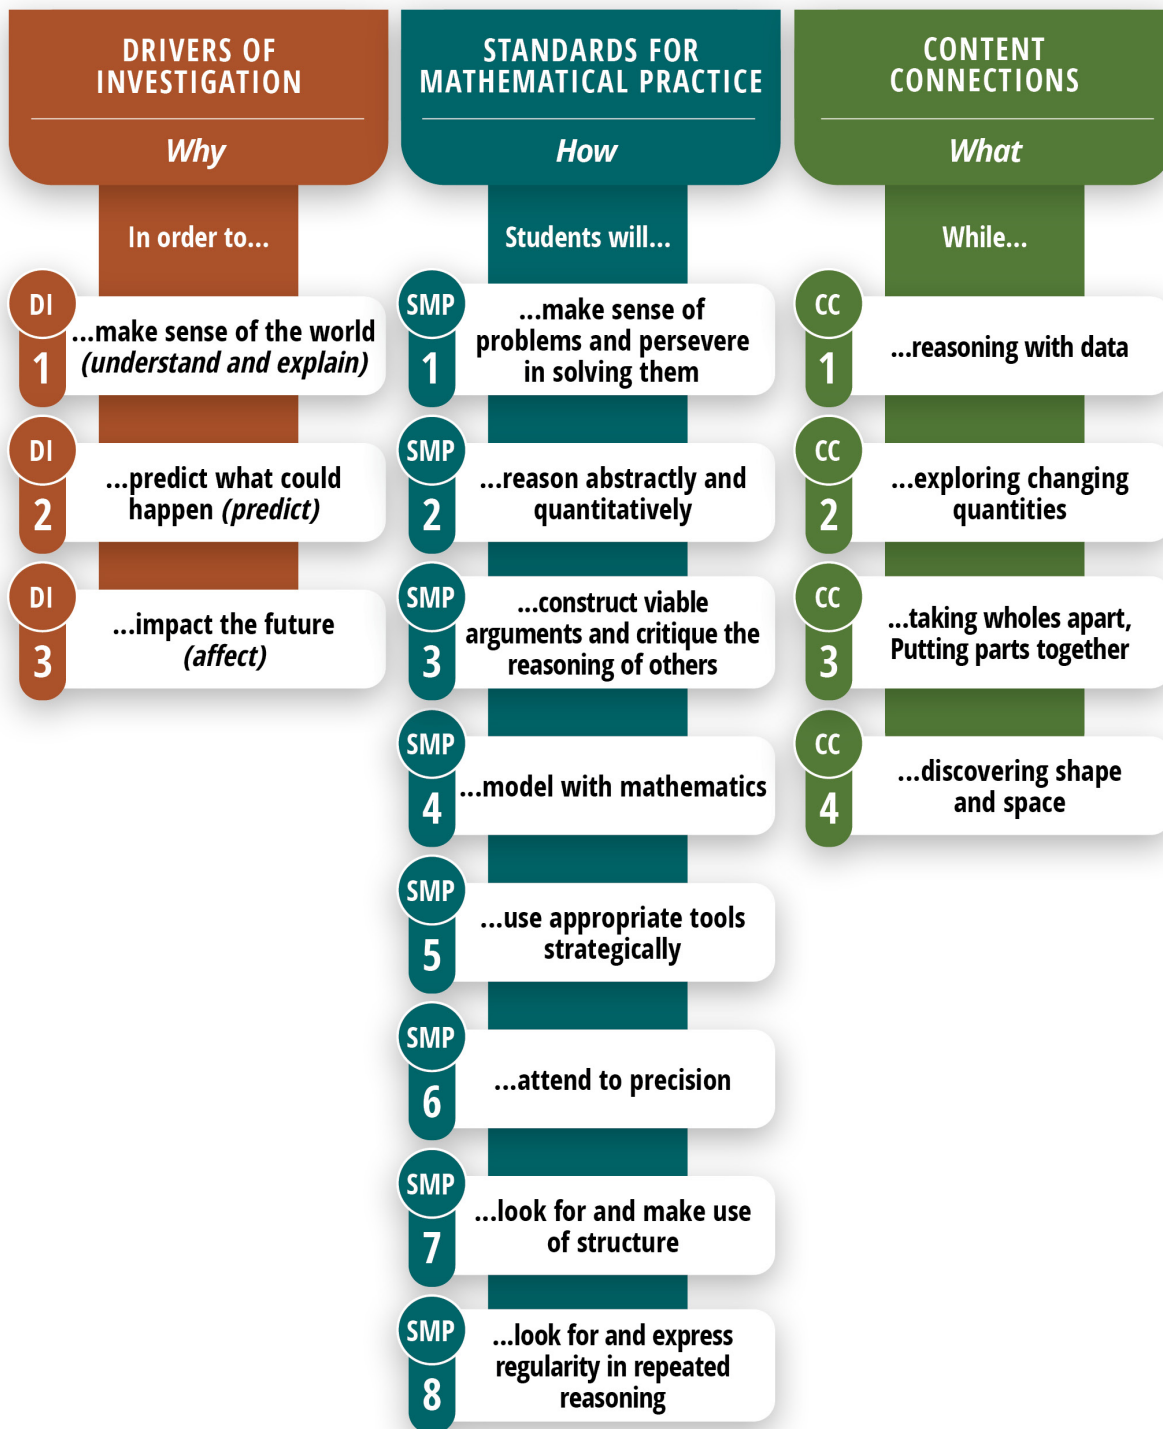 DRIVERS OF
INVESTIGATION
Why
In order to...
DI
1
...make sense of the world
(understand and explain)
DI
2
...predict what could
happen (predict)
DI
3
...impact the future
(affect)
STANDARDS FOR
MATHEMATICAL PRACTICE
How
Students will...
SMP
1
...make sense of
problems and persevere
in solving them
SMP
2
...reason abstractly and
quantitatively
SMP
3
...construct viable
arguments and critique the
reasoning of others
SMP
4
...model with mathematics
SMP
5
...use appropriate tools
strategically
SMP
6
...attend to precision
SMP
7
...look for and make use
of structure
SMP
8
...look for and express
regularity in repeated
reasoning
CONTENT
CONNECTIONS
What
While...
CC
1
...reasoning with data
CC
2
...exploring changing
quantities
CC
3
...taking wholes apart,
Putting parts together
CC
4
...discovering shape
and space